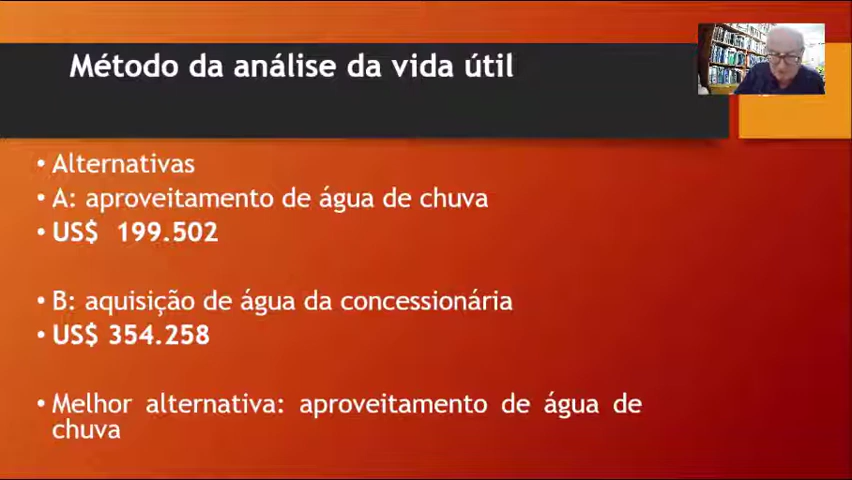 Método da análise da vida útil
• Alternativas
• A: aproveitamento de água de chuva
• US$ 199.502
• B: aquisição de água da concessionária
• US$ 354.258
• Melhor alternativa: aproveitamento de água de
chuva